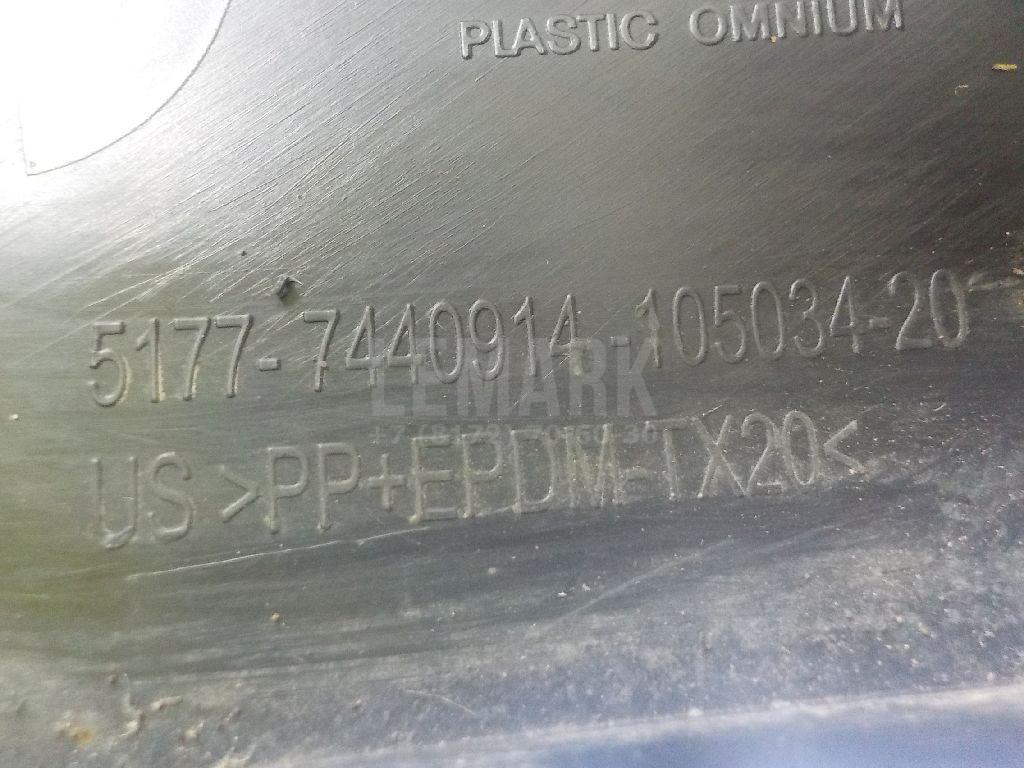 PLASTIC OMNIUM
5177-7440914-105034-20
LEMARK
US >PP+EPDM-TX20<